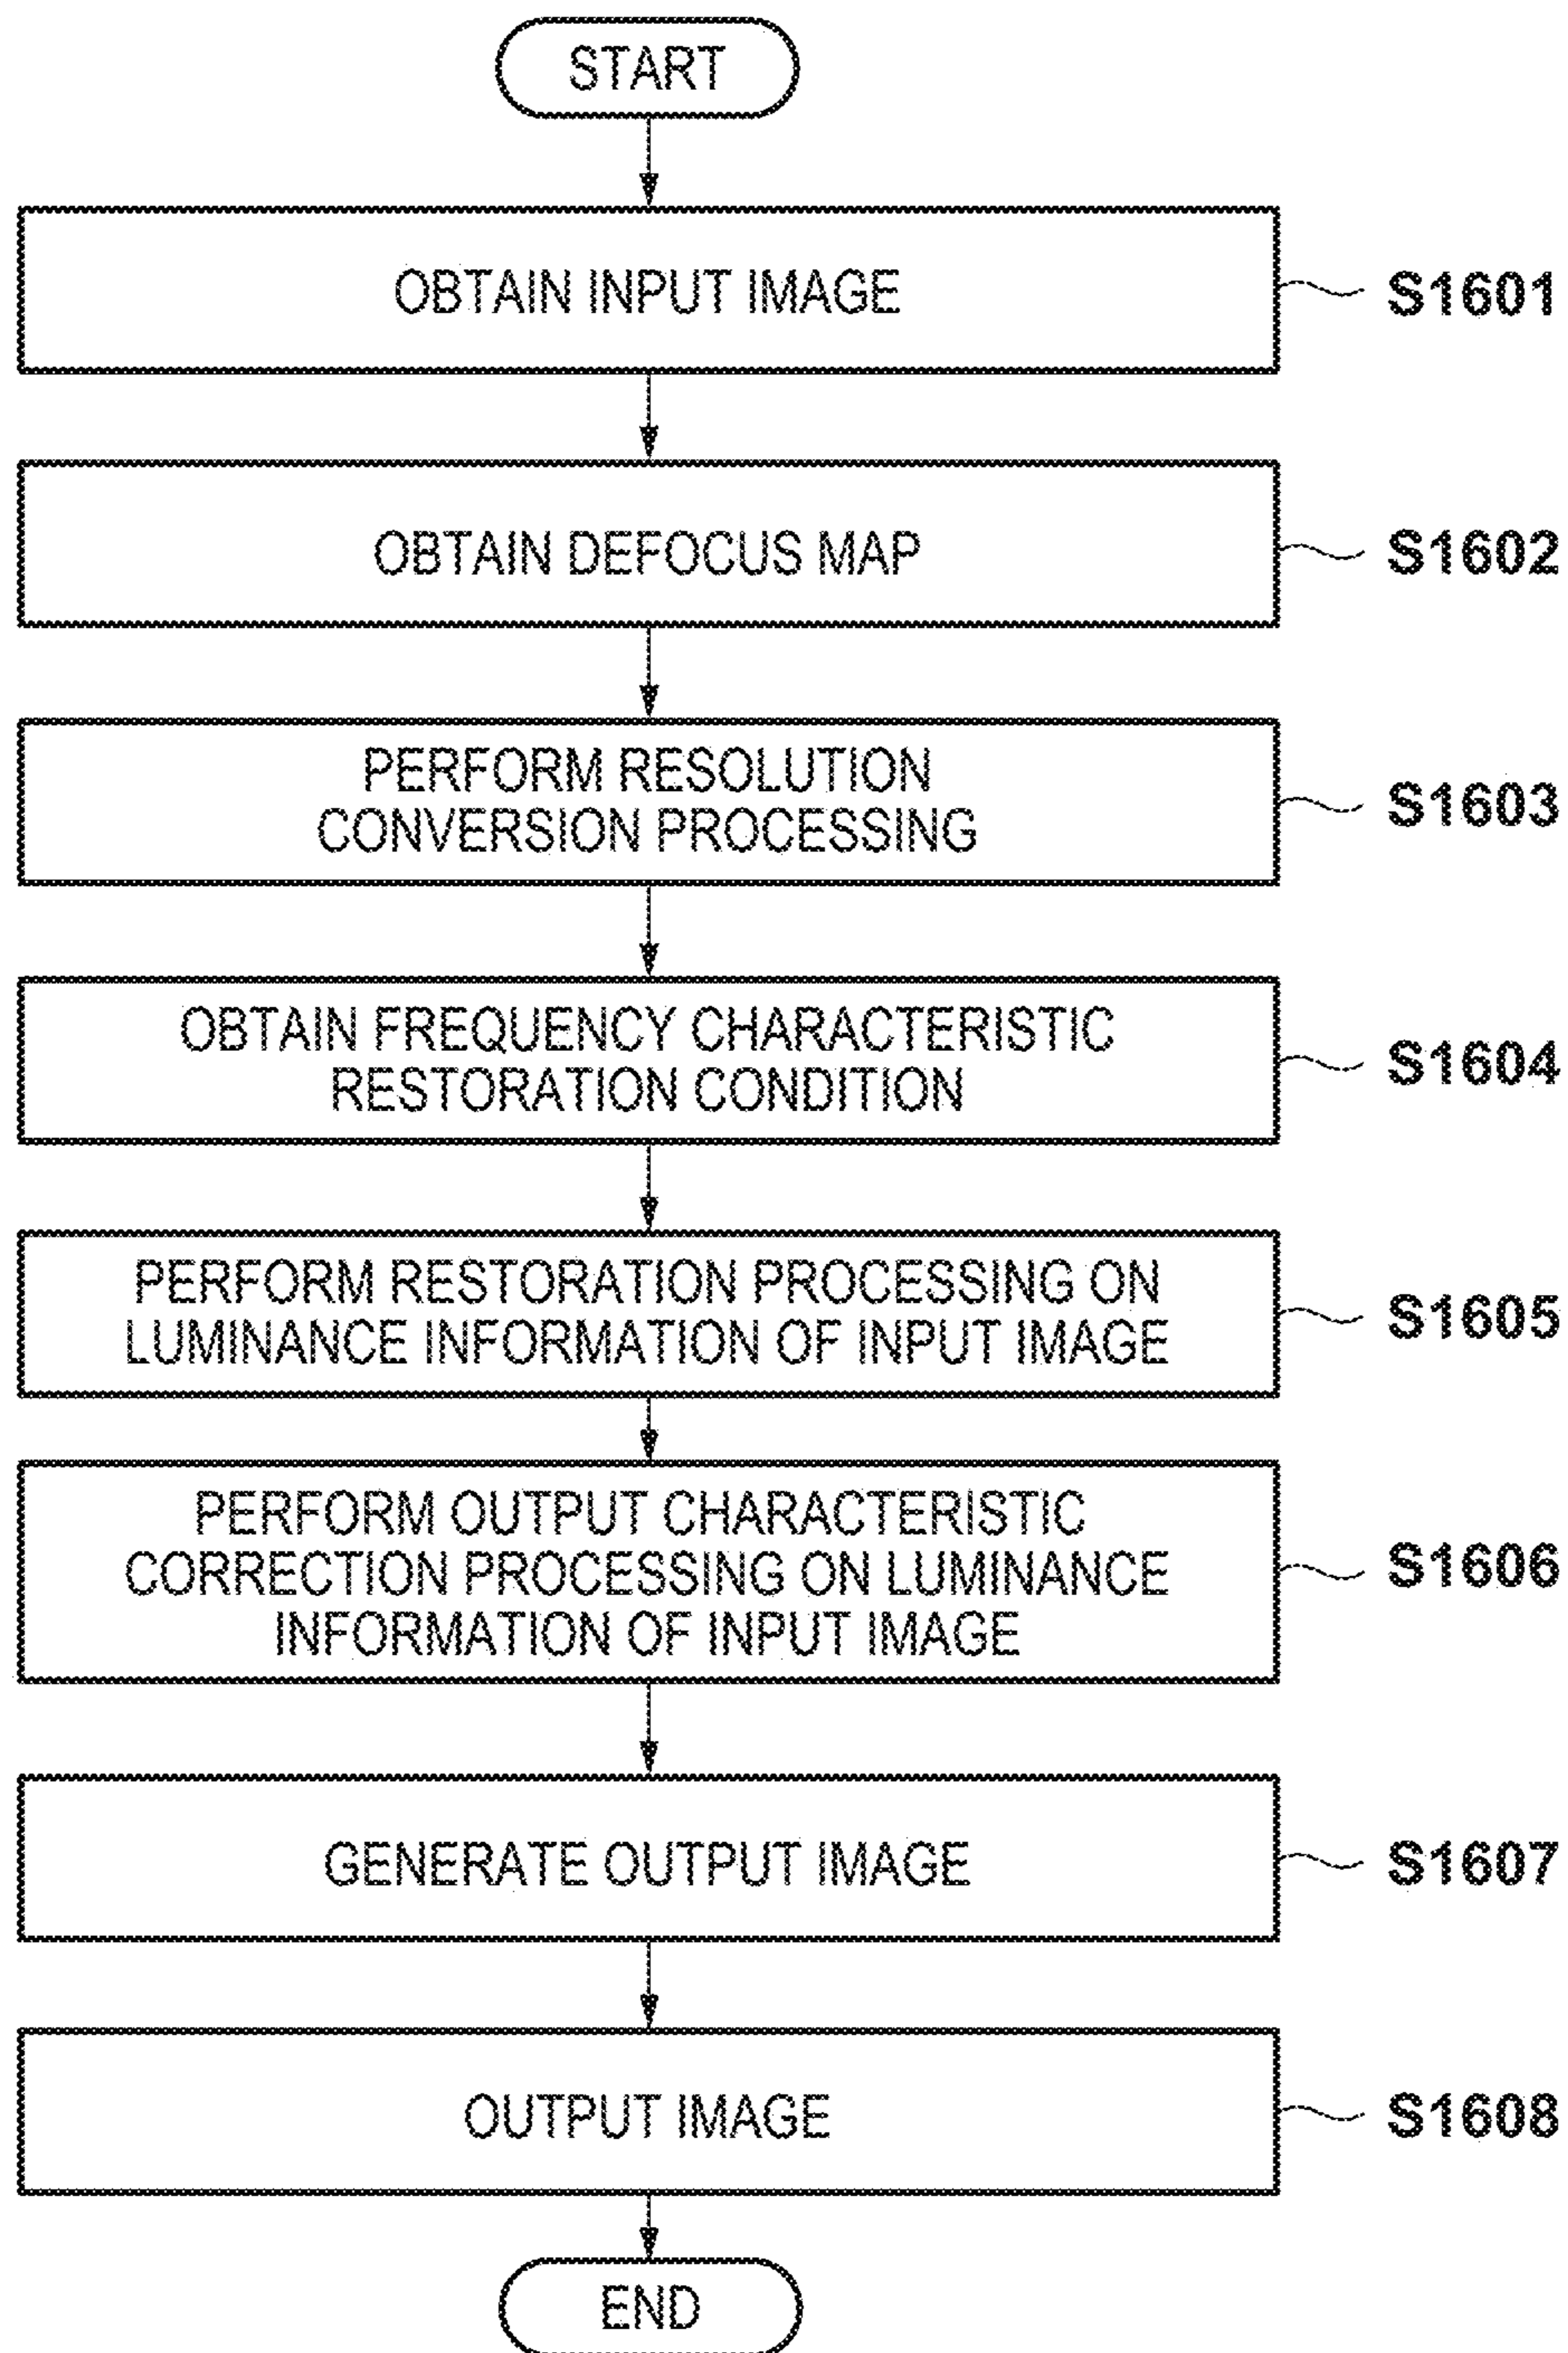 START
OBTAIN INPUT IMAGE
S1601
OBTAIN DEFOCUS MAP
S1602
PERFORM RESOLUTION
CONVERSION PROCESSING
S1603
OBTAIN FREQUENCY CHARACTERISTIC
RESTORATION CONDITION
S1604
PERFORM RESTORATION PROCESSING ON
LUMINANCE INFORMATION OF INPUT IMAGE
S1605
PERFORM OUTPUT CHARACTERISTIC
CORRECTION PROCESSING ON LUMINANCE
INFORMATION OF INPUT IMAGE
S1606
GENERATE OUTPUT IMAGE
S1607
OUTPUT IMAGE
S1608
END